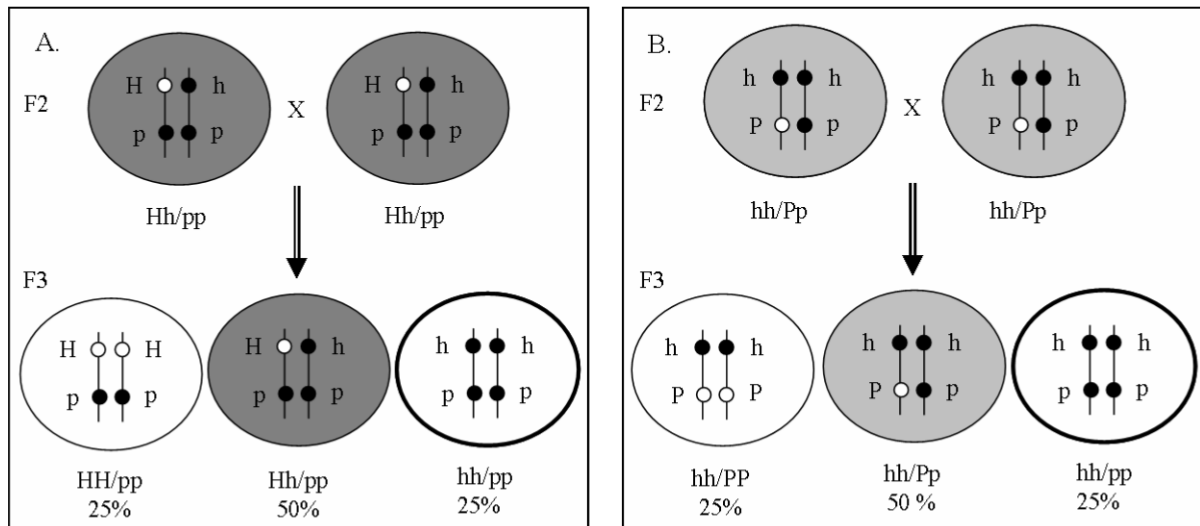 A.
F2
H h H h
X
p p p p
Hh/pp Hh/pp
F3
H H H h h h
p p p p p p
HH/pp Hh/pp hh/pp
25% 50% 25%
B.
F2
h h h h
X
P p P p
hh/Pp hh/Pp
F3
h h h h h h
P P P p p p
hh/PP hh/Pp hh/pp
25% 50 % 25%